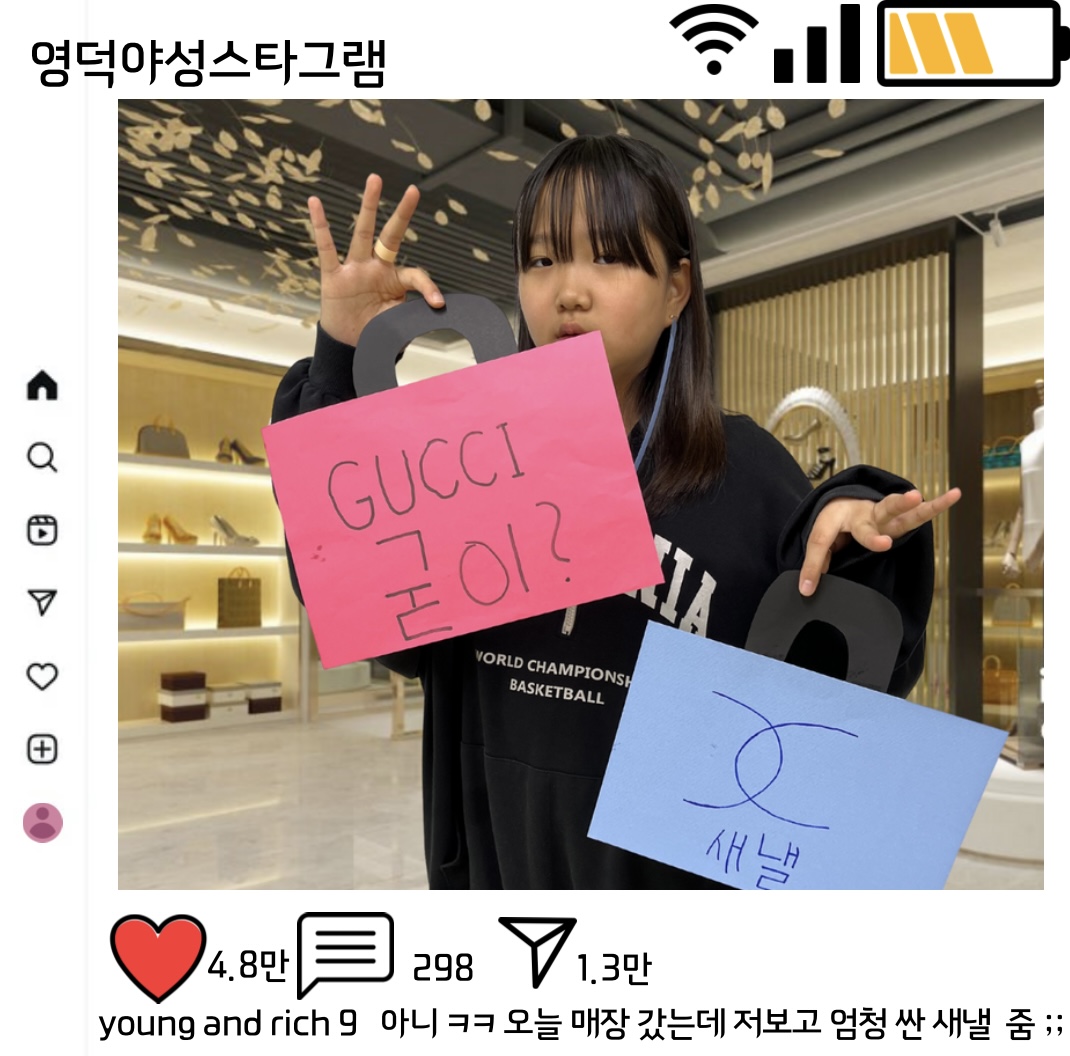 영덕야성스타그램
GUCCI
굳이?
NIA
WORLD CHAMPIONSH
BASKETBALL
새낼
4.8만 298 1.3만
young and rich 9 아니 ㅋㅋ 오늘 매장 갔는데 저보고 엄청 싼 새낼 줌 ;;